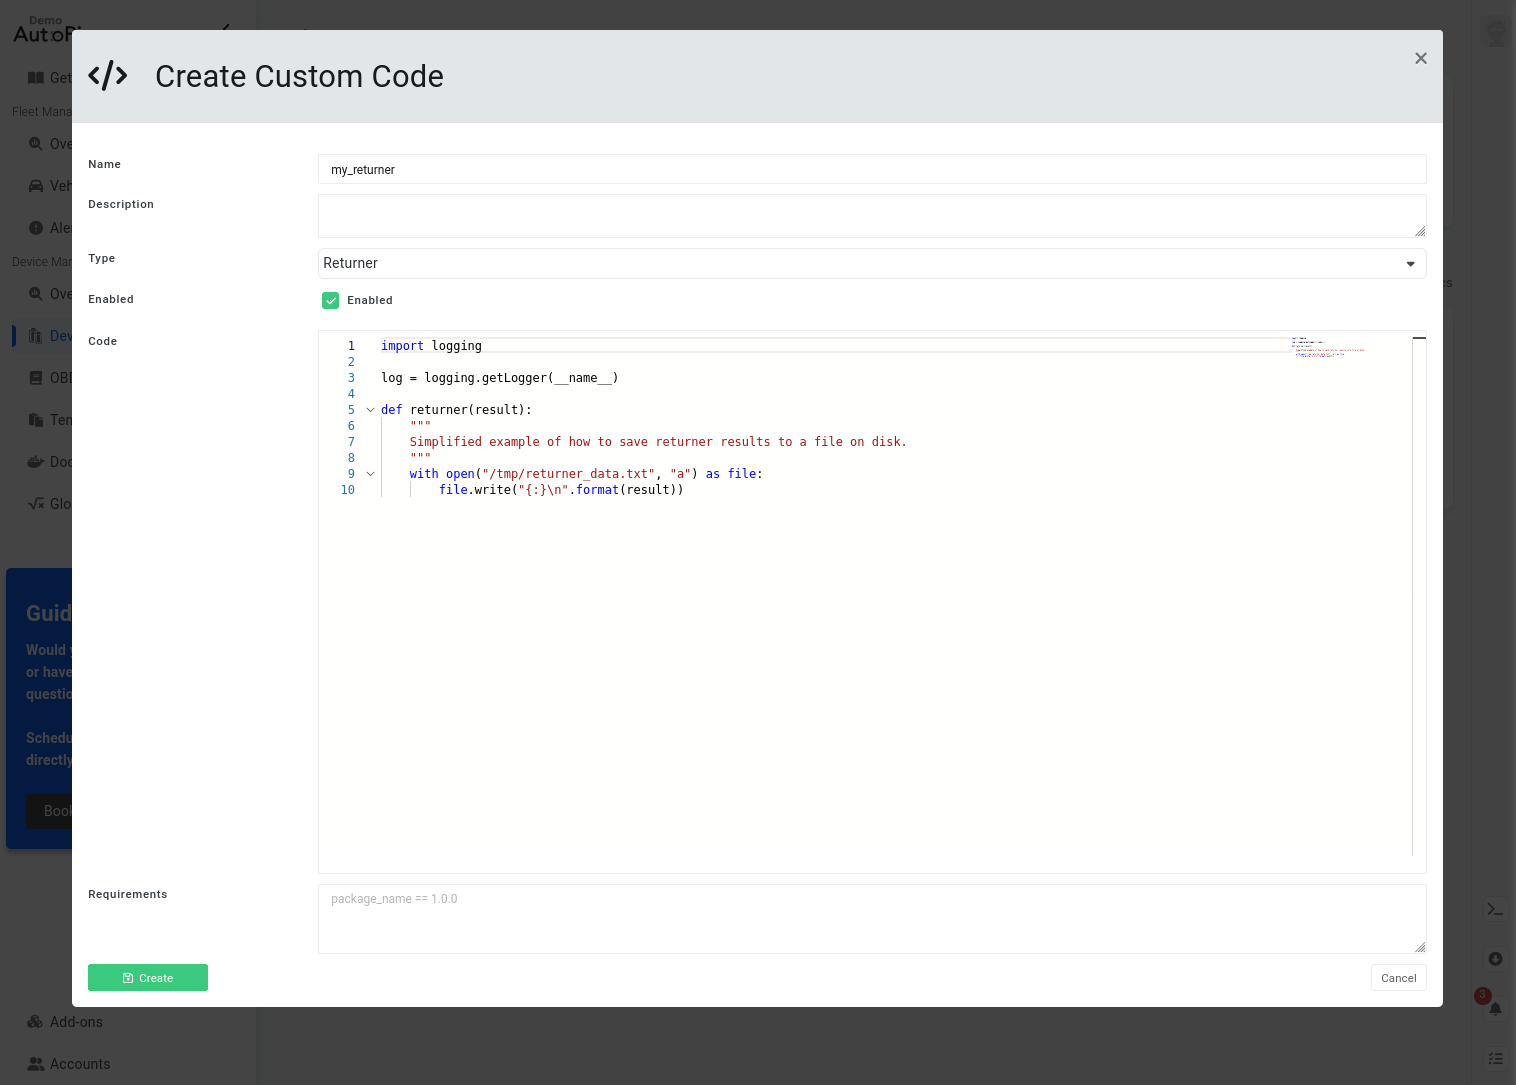 Demo
AutoPi
Get
Fleet Mana
Ove
Veh
Aler
Device Man
Ove
Dev
OBD
Tem
Doc
Glo
Guid
Would y
or have
questio
Schedu
directly
Book
Add-ons
Accounts
Create Custom Code
×
Name
my_returner
Description
Type
Returner
Enabled
Enabled
Code
1 import logging
2
3 log = logging.getLogger(__name__)
4
5 def returner(result):
6     """
7     Simplified example of how to save returner results to a file on disk.
8     """
9     with open("/tmp/returner_data.txt", "a") as file:
10         file.write("{:}\n".format(result))
Requirements
package_name == 1.0.0
Create
Cancel
cs
3